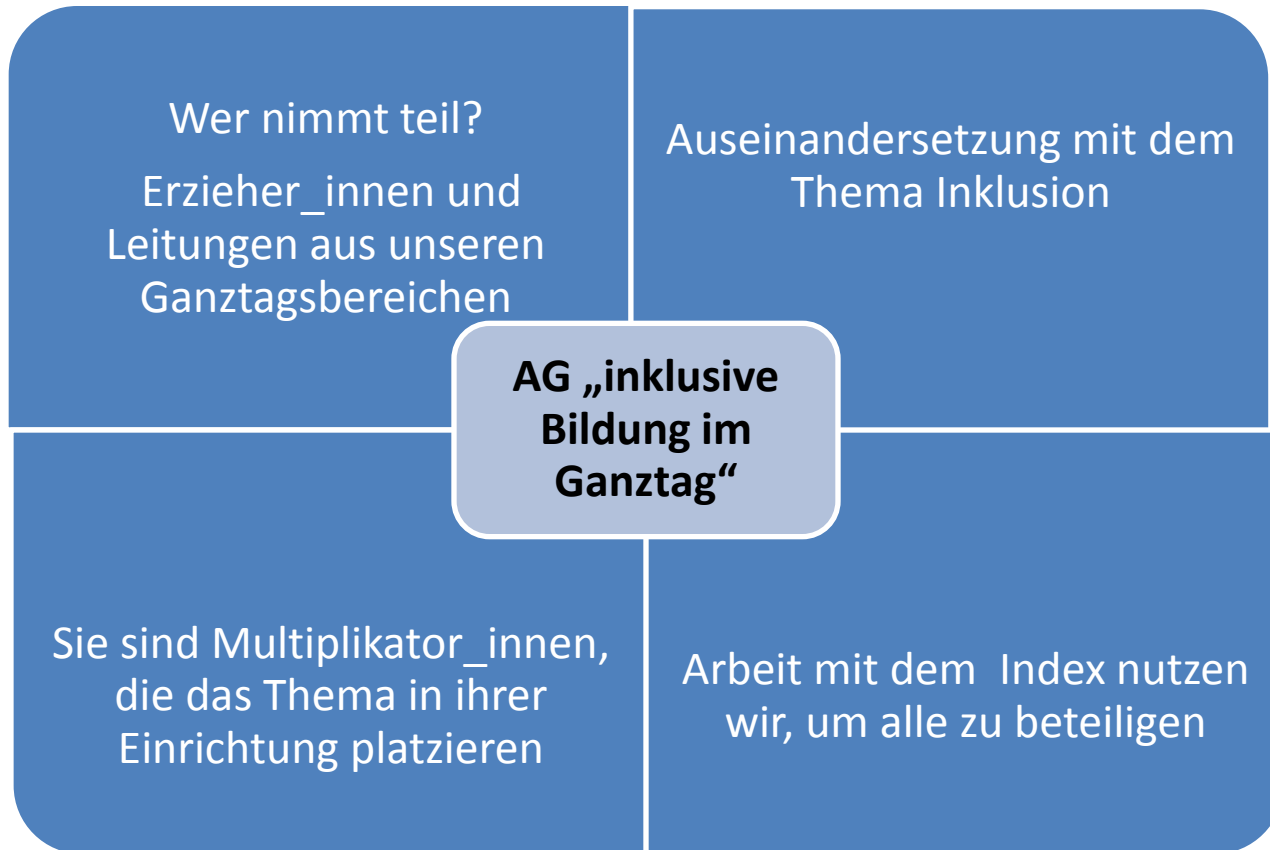 Wer nimmt teil?
Erzieher_innen und
Leitungen aus unseren
Ganztagsbereichen
Auseinandersetzung mit dem
Thema Inklusion
AG „inklusive
Bildung im
Ganztag“
Sie sind Multiplikator_innen,
die das Thema in ihrer
Einrichtung platzieren
Arbeit mit dem  Index nutzen
wir, um alle zu beteiligen